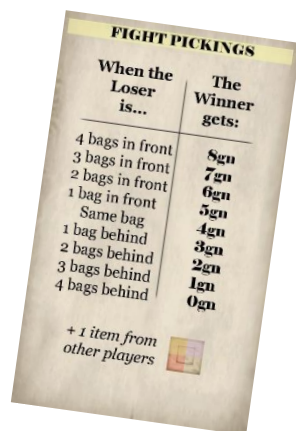 FIGHT PICKINGS
When the Loser is... The Winner gets:
4 bags in front 8gn
3 bags in front 7gn
2 bags in front 6gn
1 bag in front 5gn
Same bag 4gn
1 bag behind 3gn
2 bags behind 2gn
3 bags behind 1gn
4 bags behind 0gn
+ 1 item from
other players